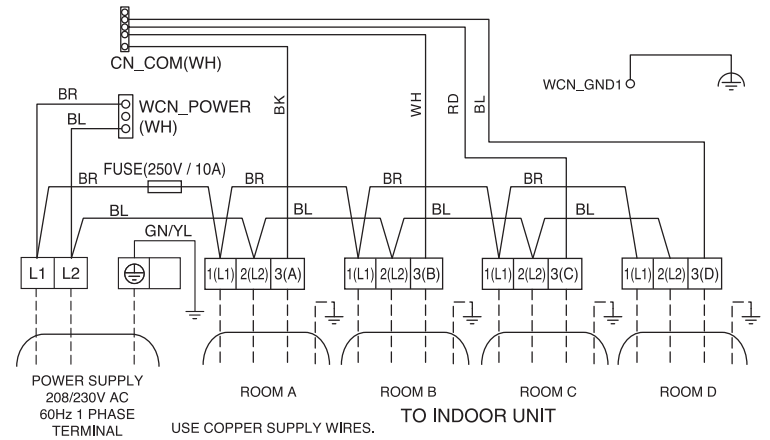 CN_COM(WH)
BR
WCN_POWER
(WH)
BL
BK
WH
RD
BL
WCN_GND1
FUSE(250V / 10A)
BR
BR
BR
BR
BL
BL
BL
BL
GN/YL
L1 L2
1(L1) 2(L2) 3(A)
1(L1) 2(L2) 3(B)
1(L1) 2(L2) 3(C)
1(L1) 2(L2) 3(D)
POWER SUPPLY
208/230V AC
60Hz 1 PHASE
TERMINAL
ROOM A
ROOM B
ROOM C
ROOM D
USE COPPER SUPPLY WIRES.
TO INDOOR UNIT